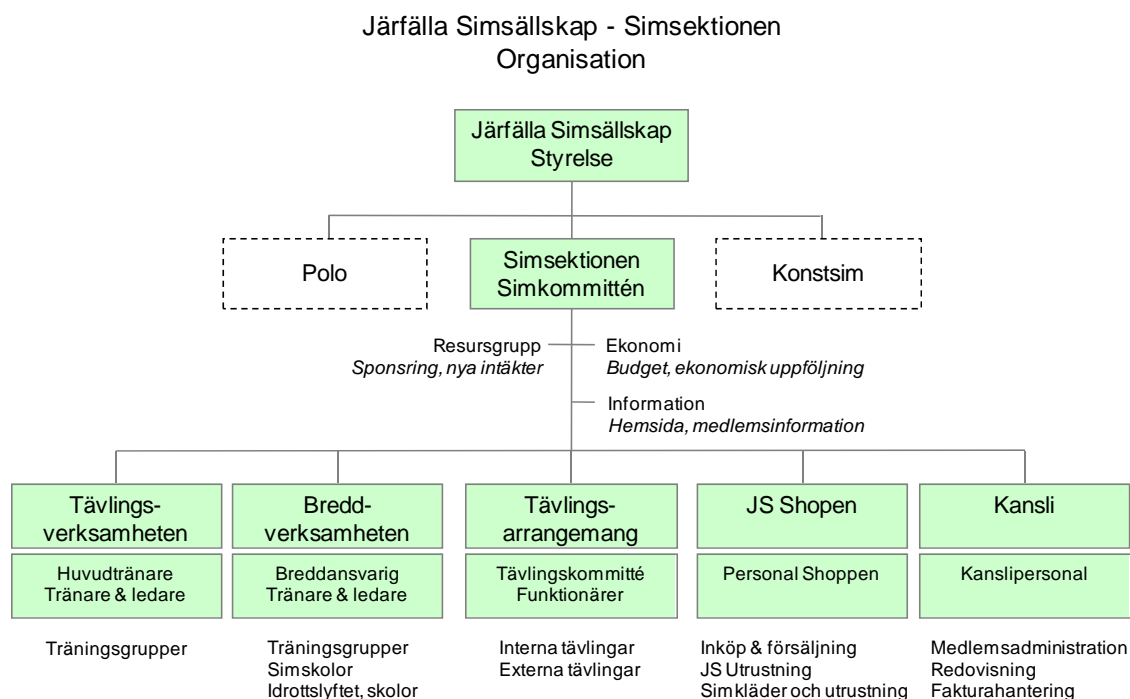 Järfälla Simsällskap - Simsektionen
Organisation
Järfälla Simsällskap
Styrelse
Polo
Simsektionen
Simkommittén
Konstsim
Resursgrupp
Sponsring, nya intäkter
Ekonomi
Budget, ekonomisk uppföljning
Information
Hemsida, medlemsinformation
Tävlings-
verksamheten
Huvudtränare
Tränare & ledare
Träningsgrupper
Bredd-
verksamheten
Breddansvarig
Tränare & ledare
Träningsgrupper
Simskolor
Idrottslyftet, skolor
Tävlings-
arrangemang
Tävlingskommitté
Funktionärer
Interna tävlingar
Externa tävlingar
JS Shopen
Personal Shoppen
Inköp & försäljning
JS Utrustning
Simkläder och utrustning
Kansli
Kanslipersonal
Medlemsadministration
Redovisning
Fakturahantering